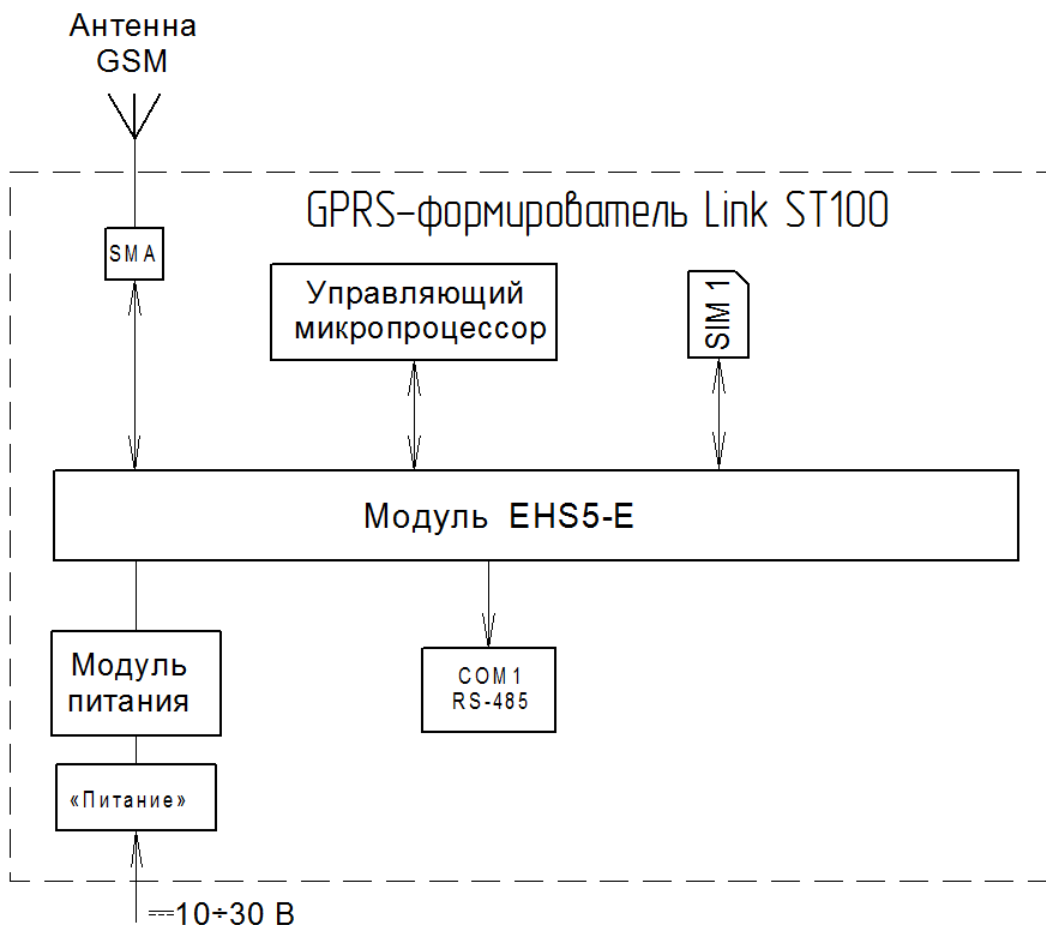 Антенна
GSM
GPRS-формирователь Link ST100
SMA
Управляющий
микропроцессор
SIM 1
Модуль EHS5-E
Модуль
питания
COM1
RS-485
«Питание»
⎓10÷30 В